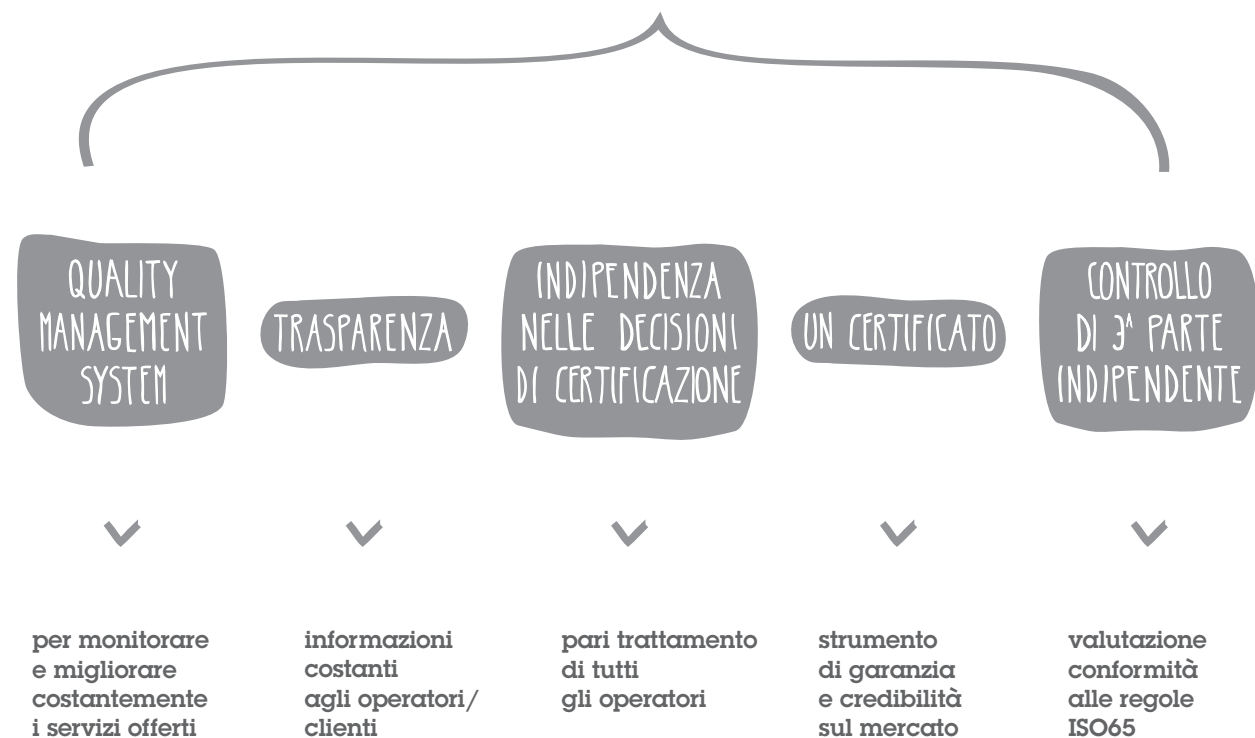 QUALITY
MANAGEMENT
SYSTEM
TRASPARENZA
INDIPENDENZA
NELLE DECISIONI
DI CERTIFICAZIONE
UN CERTIFICATO
CONTROLLO
DI 3^ PARTE
INDIPENDENTE
per monitorare
e migliorare
costantemente
i servizi offerti
informazioni
costanti
agli operatori/
clienti
pari trattamento
di tutti
gli operatori
strumento
di garanzia
e credibilità
sul mercato
valutazione
conformità
alle regole
ISO65